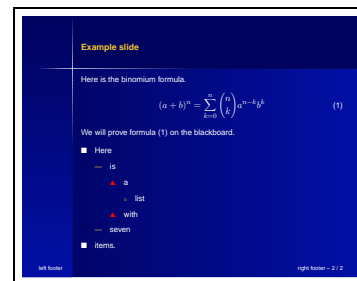 Example slide
Here is the binomium formula.
(a + b)^n = \sum_{k=0}^{n} \binom{n}{k} a^{n-k} b^k (1)
We will prove formula (1) on the blackboard.
■ Here
— is
▲ a
▫ list
▲ with
— seven
■ items.
left footer right footer – 2 / 2